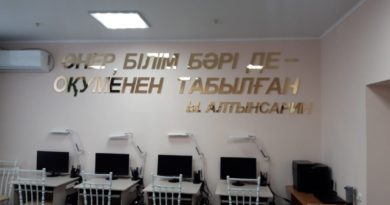 ӨНЕР, БІЛІМ БӘРІ ДЕ –
ОҚУМЕНЕН ТАБЫЛҒАН
Ы. АЛТЫНСАРИН